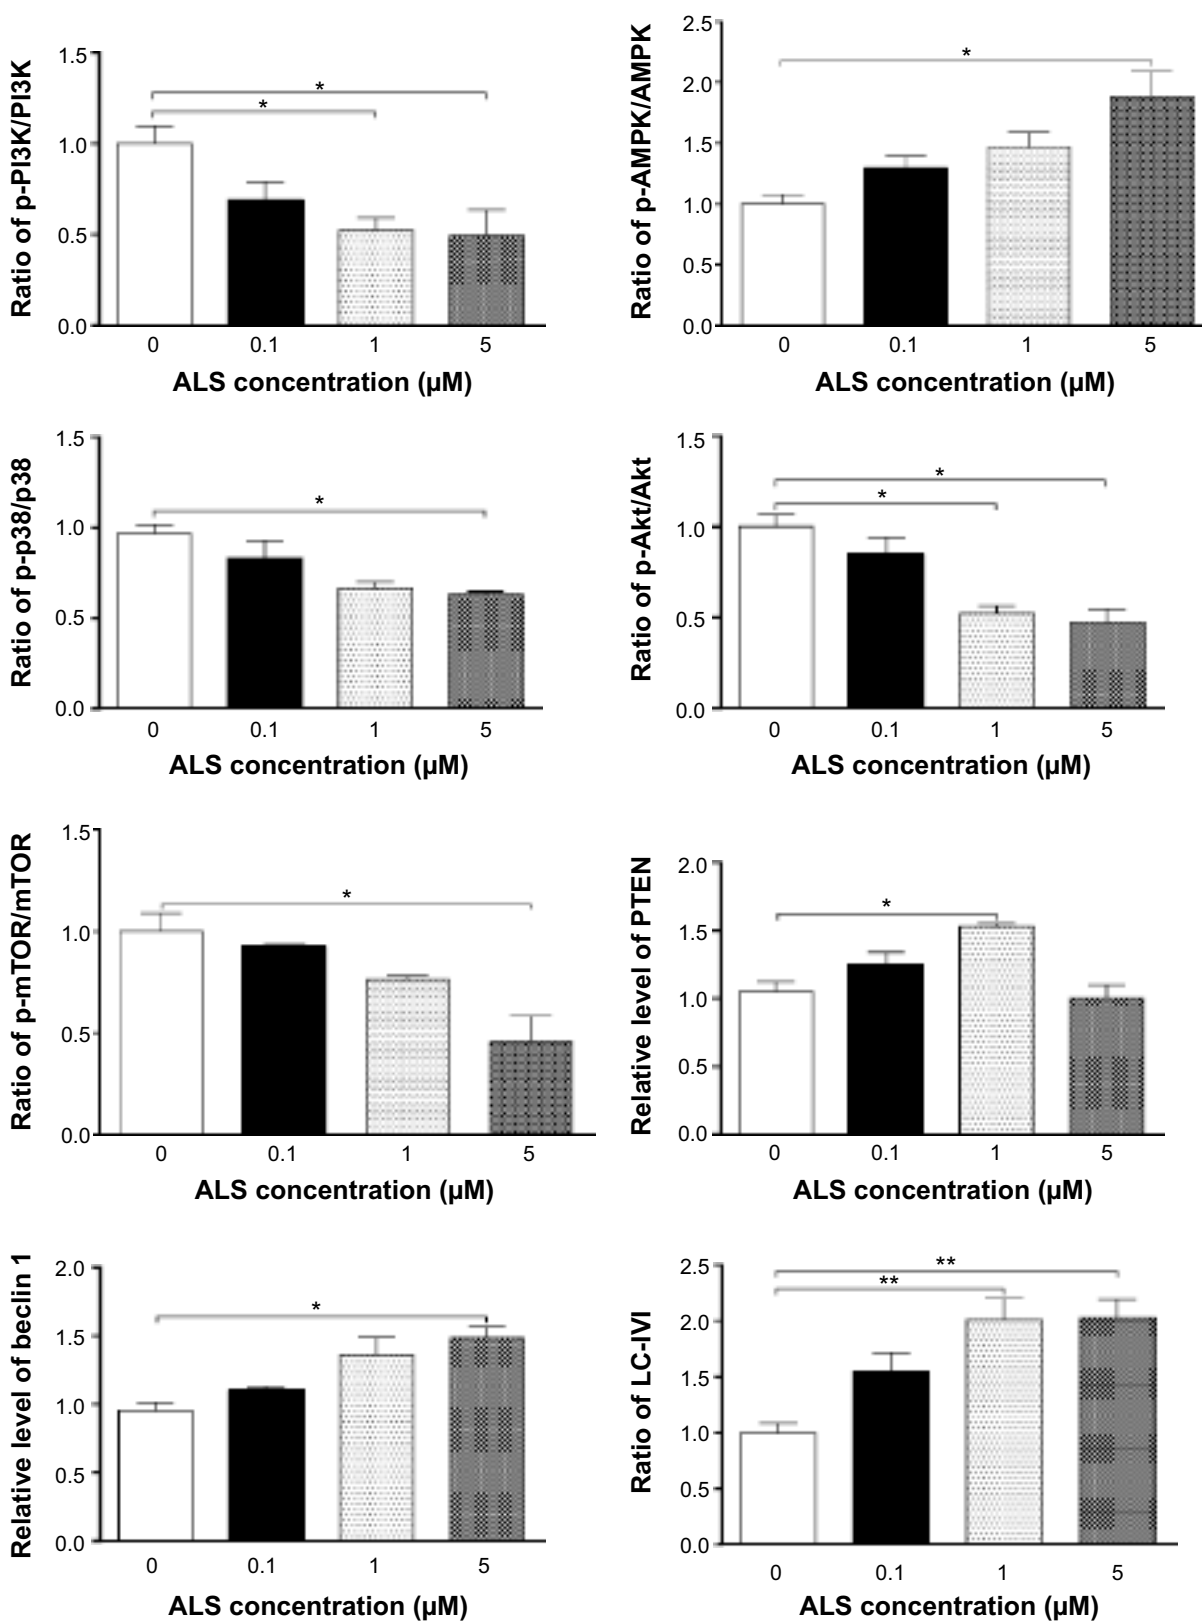 Ratio of p-PI3K/PI3K
1.5
1.0
0.5
0.0
*
*
0 0.1 1 5
ALS concentration (µM)
Ratio of p-AMPK/AMPK
2.5
2.0
1.5
1.0
0.5
0.0
*
0 0.1 1 5
ALS concentration (µM)
Ratio of p-p38/p38
1.5
1.0
0.5
0.0
*
0 0.1 1 5
ALS concentration (µM)
Ratio of p-Akt/Akt
1.5
1.0
0.5
0.0
*
*
0 0.1 1 5
ALS concentration (µM)
Ratio of p-mTOR/mTOR
1.5
1.0
0.5
0.0
*
0 0.1 1 5
ALS concentration (µM)
Relative level of PTEN
2.0
1.5
1.0
0.5
0.0
*
0 0.1 1 5
ALS concentration (µM)
Relative level of beclin 1
2.0
1.5
1.0
0.5
0.0
*
0 0.1 1 5
ALS concentration (µM)
Ratio of LC-IVI
2.5
2.0
1.5
1.0
0.5
0.0
**
**
0 0.1 1 5
ALS concentration (µM)